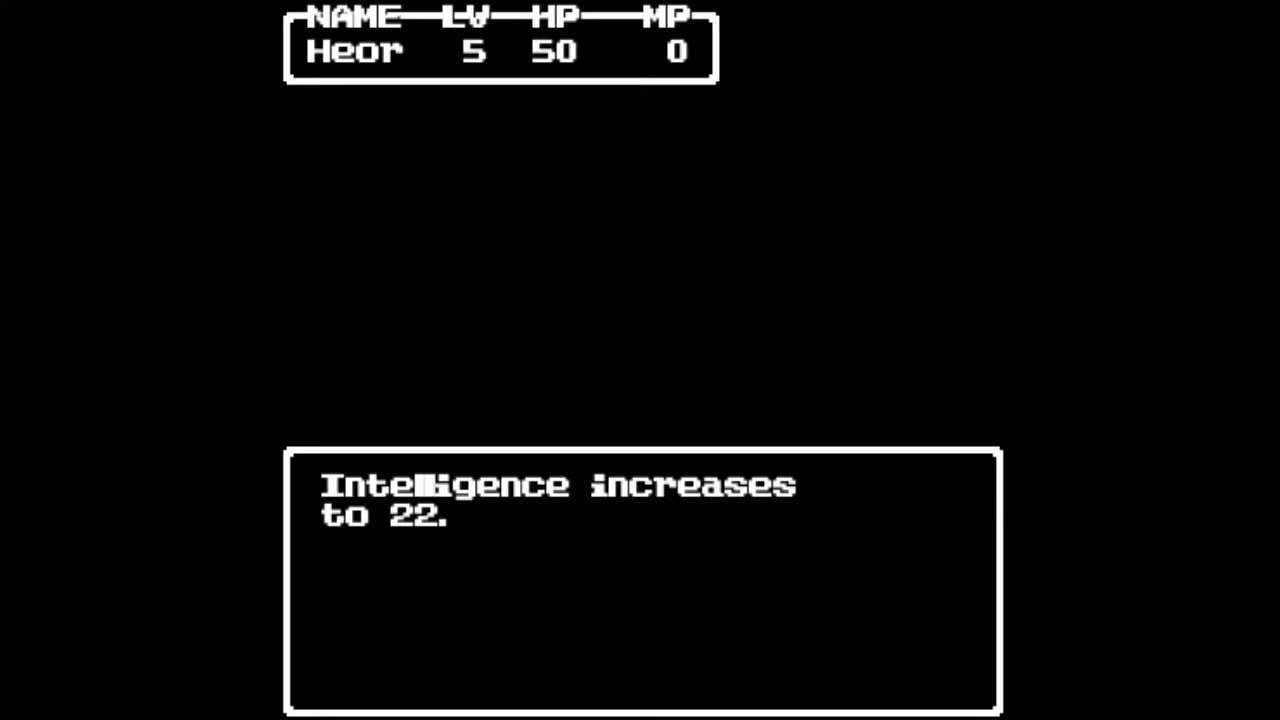 NAME LV HP MP
Heor 5 50 0
Intelligence increases
to 22.